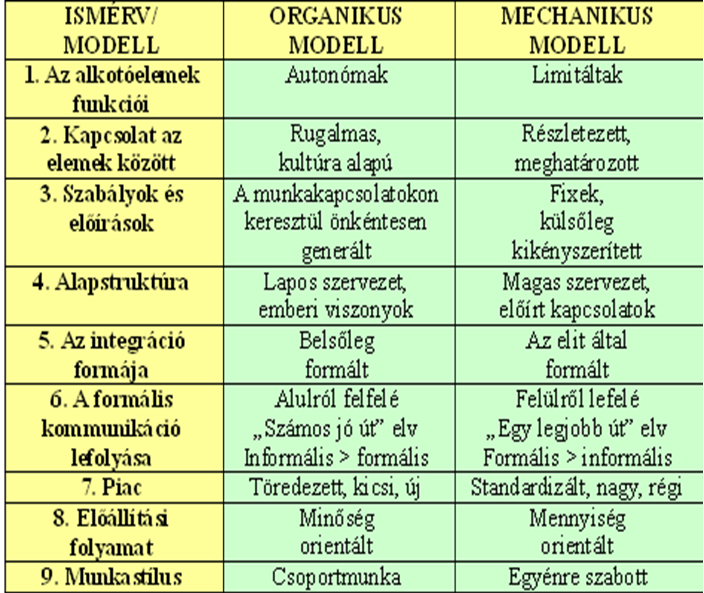 ISMÉRV/ MODELL
ORGANIKUS MODELL
MECHANIKUS MODELL
1. Az alkotóelemek funkciói
Autonómak
Limitáltak
2. Kapcsolat az elemek között
Rugalmas, kultúra alapú
Részletezett, meghatározott
3. Szabályok és előírások
A munkakapcsolatokon keresztül önkéntesen generált
Fixek, külsőleg kikényszerített
4. Alapstruktúra
Lapos szervezet, emberi viszonyok
Magas szervezet, előírt kapcsolatok
5. Az integráció formája
Belsőleg formált
Az elit által formált
6. A formális kommunikáció lefolyása
Alulról felfelé „Számos jó út” elv Informális > formális
Felülről lefelé „Egy legjobb út” elv Formális > informális
7. Piac
Töredezett, kicsi, új
Standardizált, nagy, régi
8. Előállítási folyamat
Minőség orientált
Mennyiség orientált
9. Munkastílus
Csoportmunka
Egyénre szabott